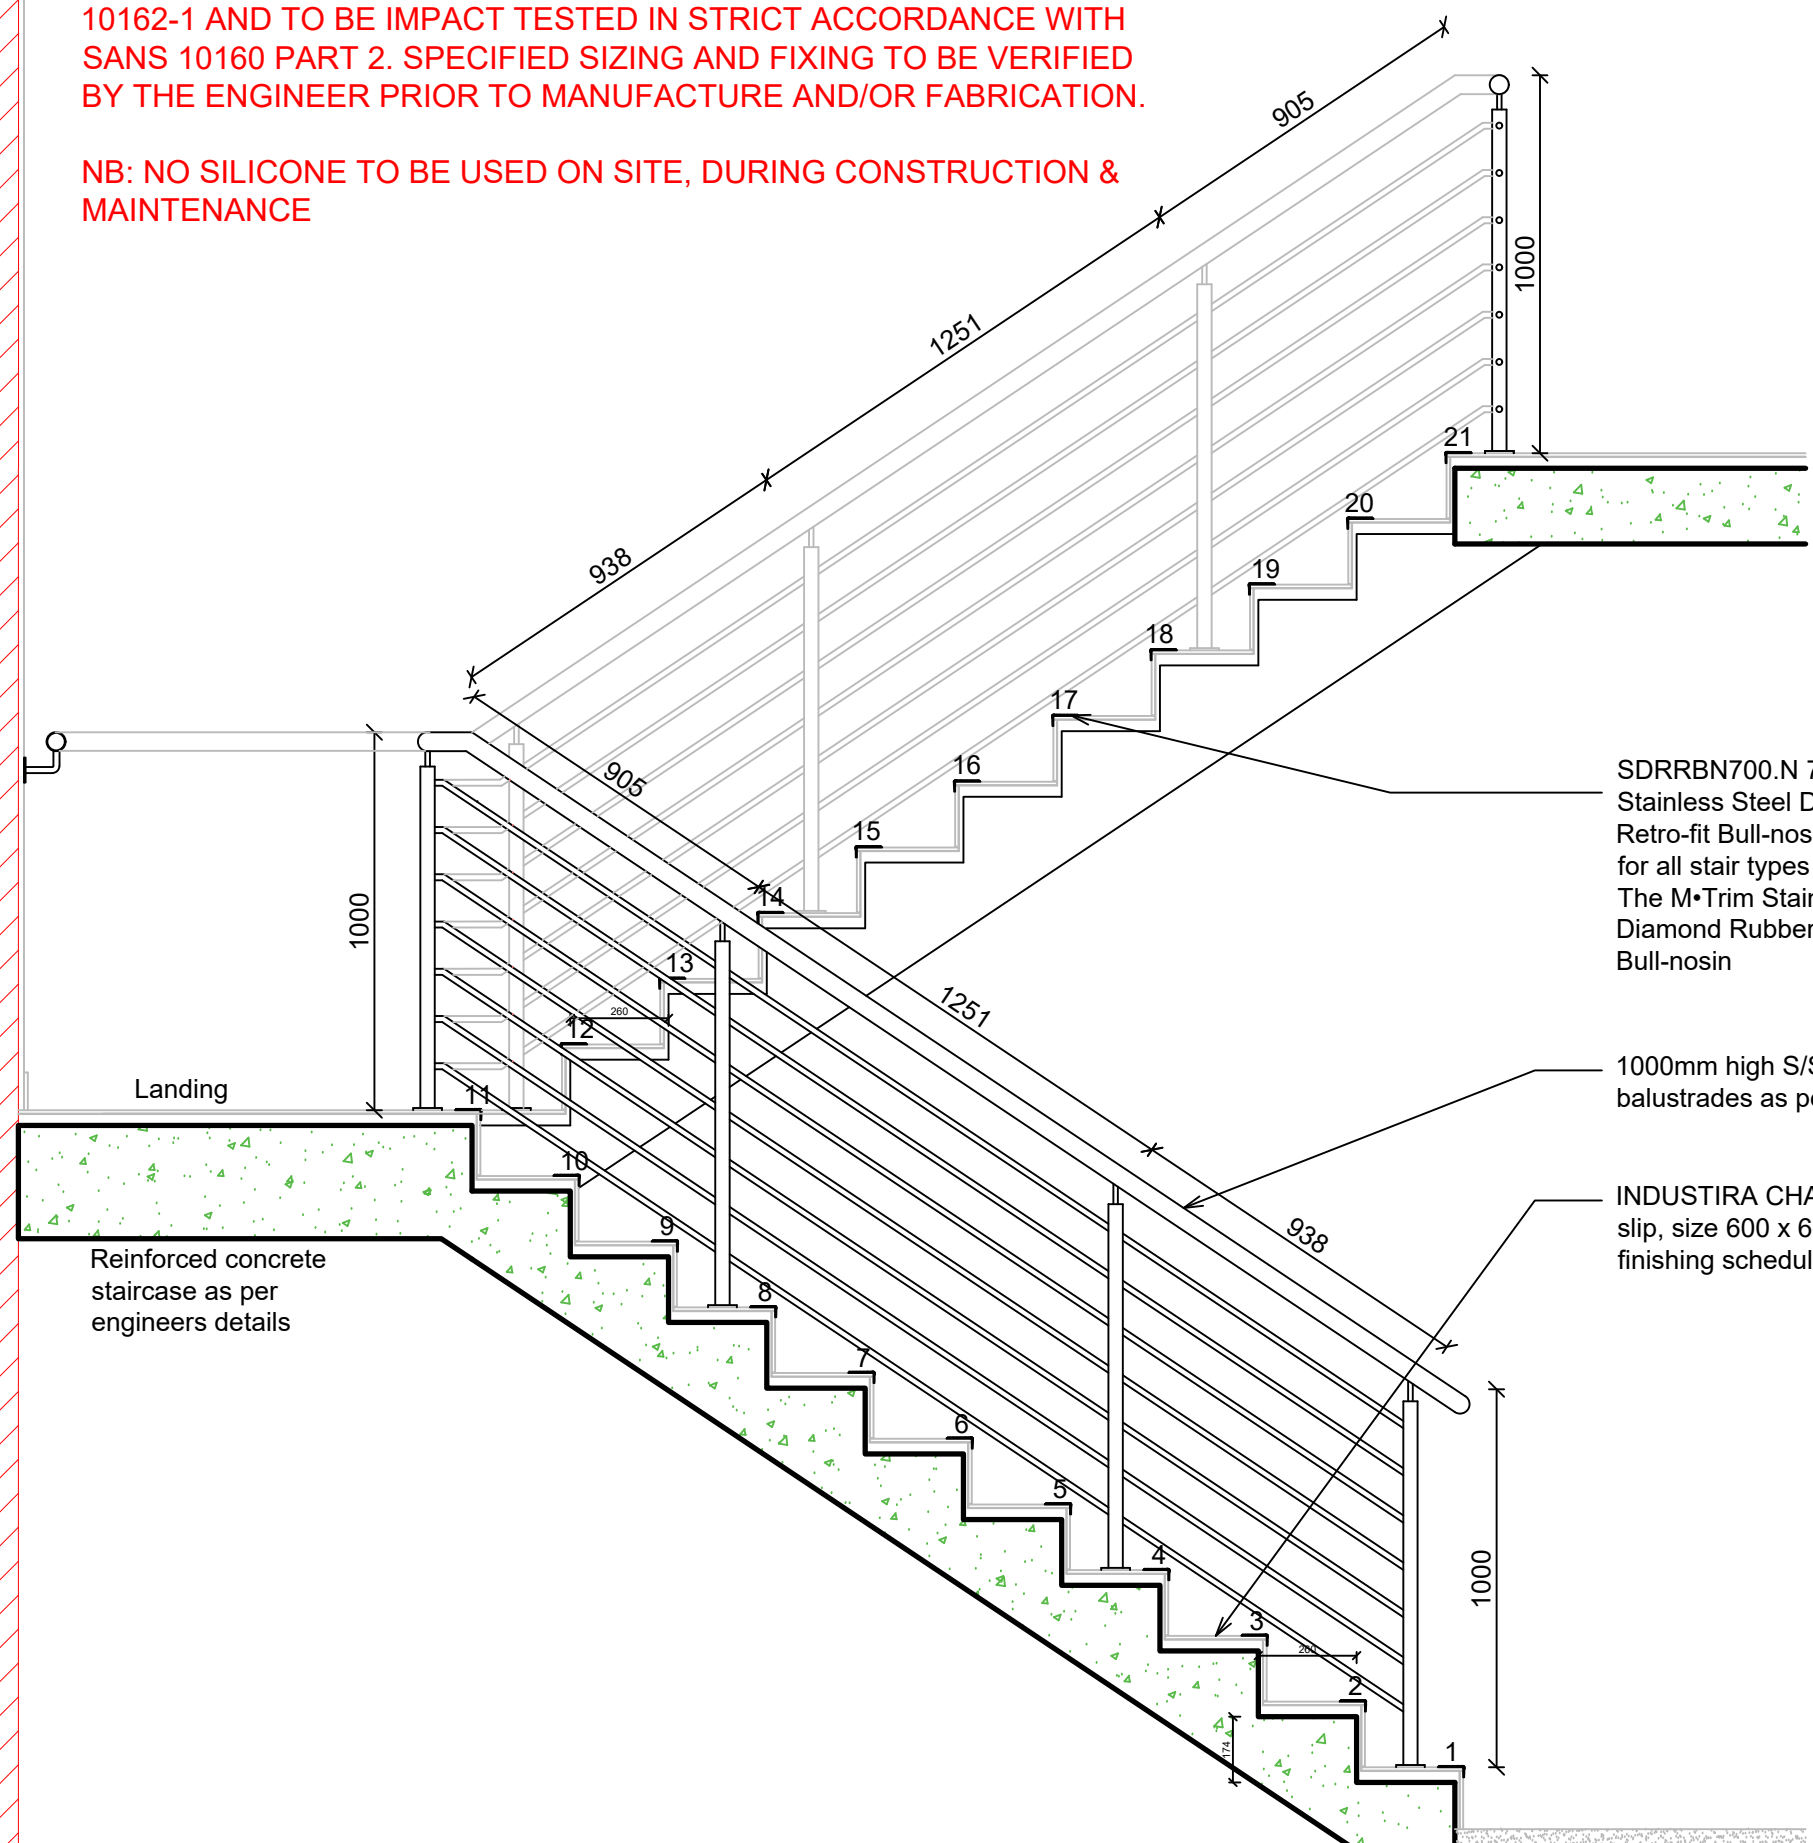 10162-1 AND TO BE IMPACT TESTED IN STRICT ACCORDANCE WITH
SANS 10160 PART 2. SPECIFIED SIZING AND FIXING TO BE VERIFIED
BY THE ENGINEER PRIOR TO MANUFACTURE AND/OR FABRICATION.
NB: NO SILICONE TO BE USED ON SITE, DURING CONSTRUCTION &
MAINTENANCE
905
1251
938
1000
21
20
19
18
17
16
15
14
13
12
260
905
1251
938
1000
Landing
11
10
9
8
7
6
5
4
3
2
1
260
174
1000
Reinforced concrete
staircase as per
engineers details
SDRRBN700.N 7
Stainless Steel D
Retro-fit Bull-nos
for all stair types
The M•Trim Stair
Diamond Rubber
Bull-nosin
1000mm high S/S
balustrades as pe
INDUSTIRA CHA
slip, size 600 x 6
finishing schedul